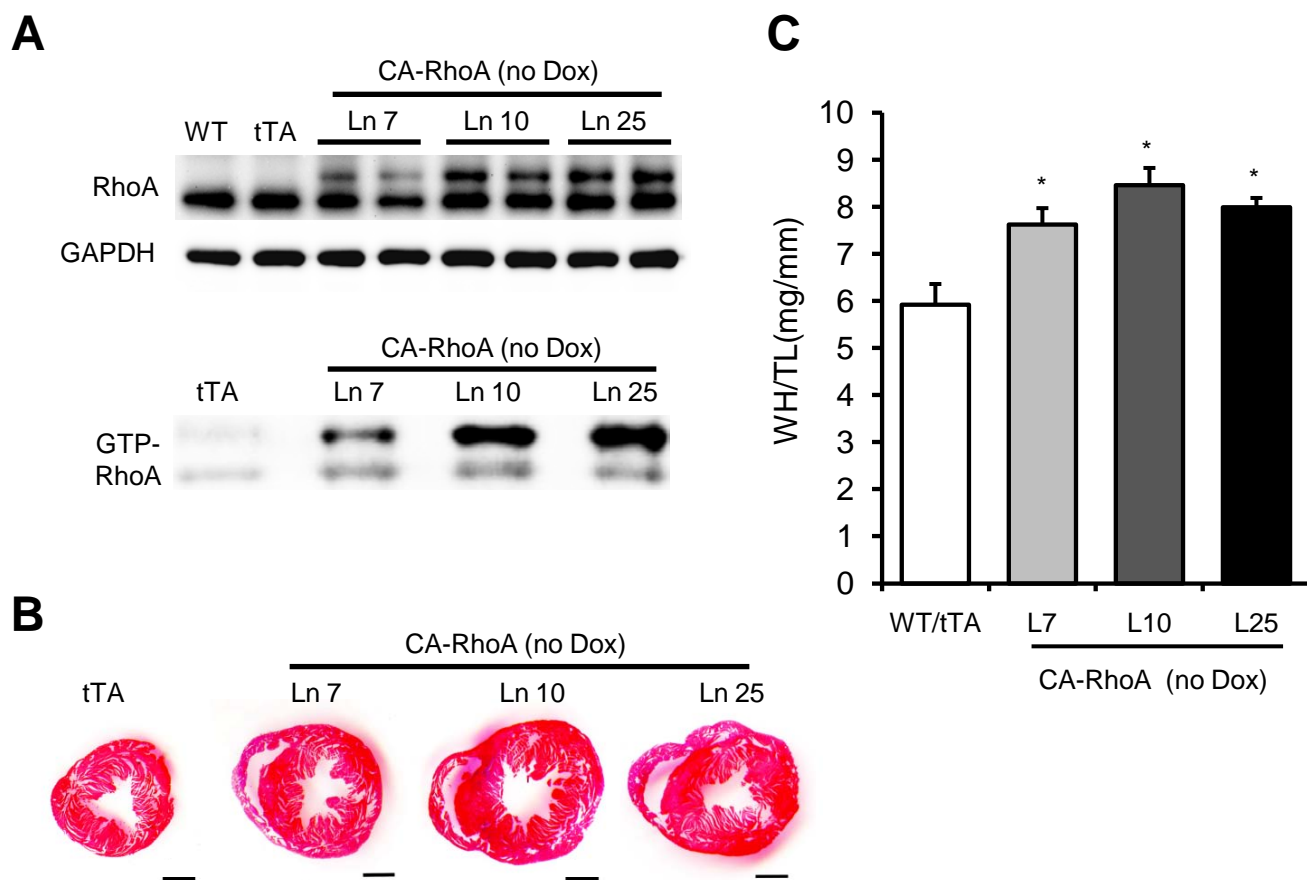 A
CA-RhoA (no Dox)
WT tTA Ln 7 Ln 10 Ln 25
RhoA
GAPDH
CA-RhoA (no Dox)
tTA Ln 7 Ln 10 Ln 25
GTP-
RhoA
B
CA-RhoA (no Dox)
tTA Ln 7 Ln 10 Ln 25
C
WH/TL(mg/mm)
10
9
8
7
6
5
4
3
2
1
0
* * *
WT/tTA L7 L10 L25
CA-RhoA (no Dox)